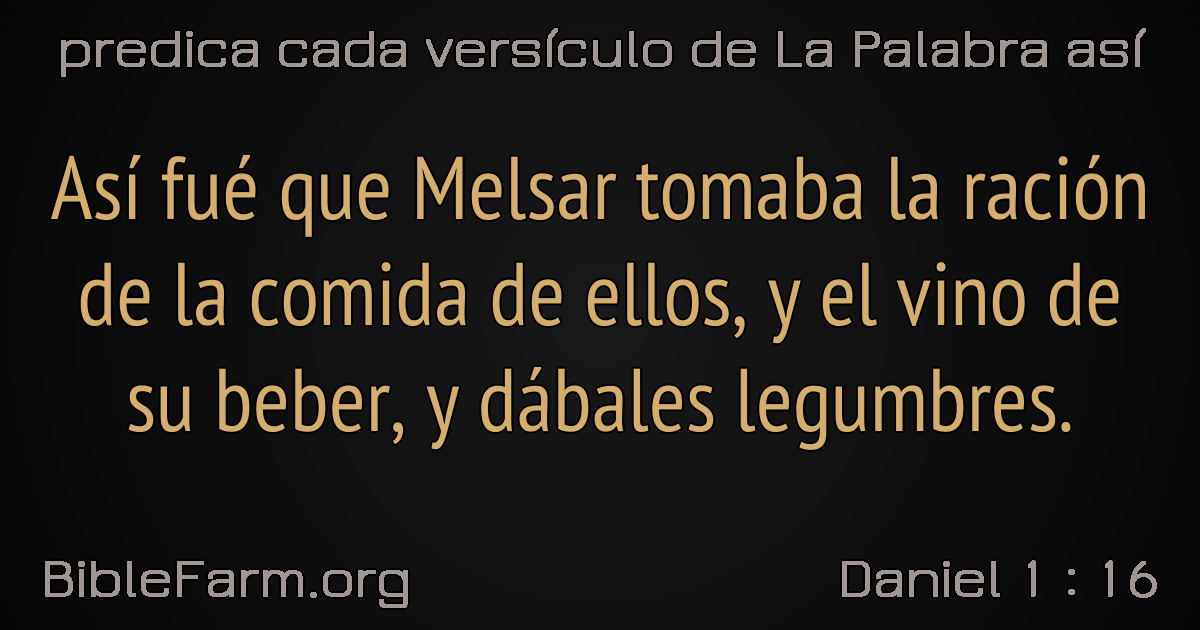 predica cada versículo de La Palabra así
Así fué que Melsar tomaba la ración
de la comida de ellos, y el vino de
su beber, y dábales legumbres.
BibleFarm.org
Daniel 1 : 16